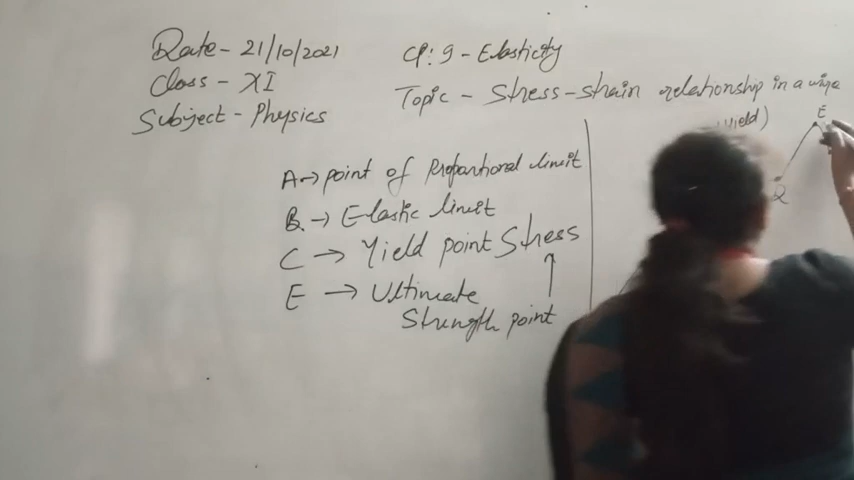 Date - 21/10/2021
Class - XI
Subject - Physics
CP: 9 - Elasticity
Topic - Stress-strain relationship in a wire
A → point of Proportional limit
B. → Elastic limit
C → Yield point
E → Ultimate
Strength point
Stress
yield)
E